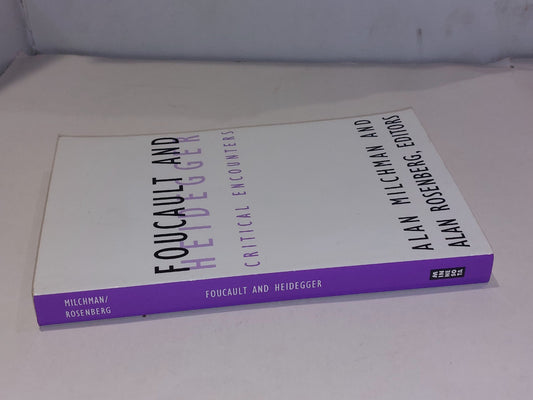 FOUCAULT AND
HEIDEGGER
CRITICAL ENCOUNTERS
ALAN MILCHMAN AND
ALAN ROSENBERG, EDITORS
MILCHMAN/
ROSENBERG
FOUCAULT AND HEIDEGGER